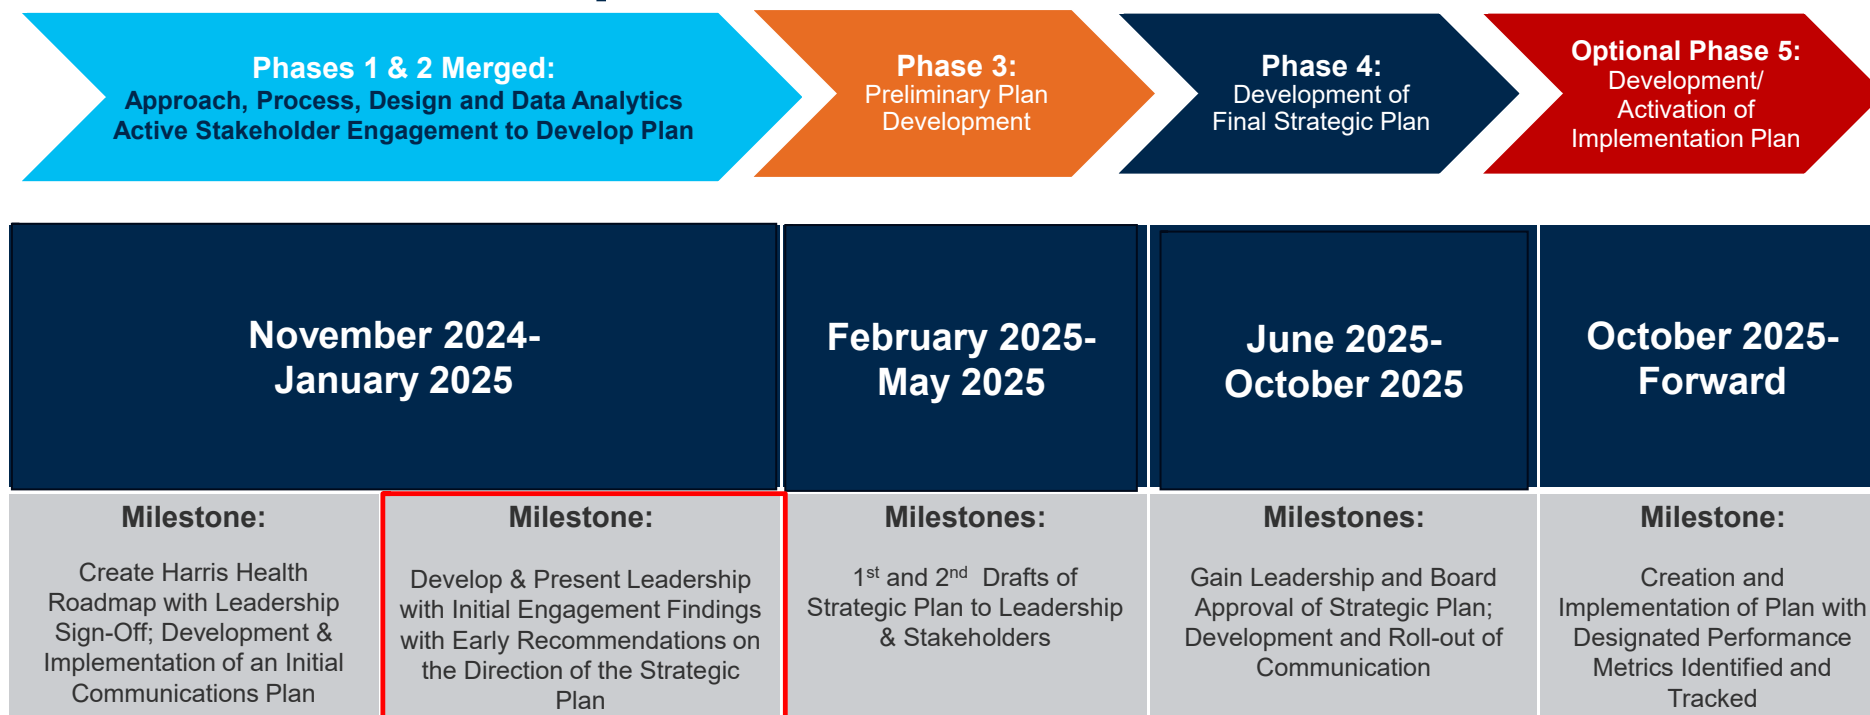 Phases 1 & 2 Merged:
Approach, Process, Design and Data Analytics
Active Stakeholder Engagement to Develop Plan
Phase 3:
Preliminary Plan
Development
Phase 4:
Development of
Final Strategic Plan
Optional Phase 5:
Development/
Activation of
Implementation Plan
November 2024-
January 2025
February 2025-
May 2025
June 2025-
October 2025
October 2025-
Forward
Milestone:
Create Harris Health
Roadmap with Leadership
Sign-Off; Development &
Implementation of an Initial
Communications Plan
Milestone:
Develop & Present Leadership
with Initial Engagement Findings
with Early Recommendations on
the Direction of the Strategic
Plan
Milestones:
1st and 2nd Drafts of
Strategic Plan to Leadership
& Stakeholders
Milestones:
Gain Leadership and Board
Approval of Strategic Plan;
Development and Roll-out of
Communication
Milestone:
Creation and
Implementation of Plan with
Designated Performance
Metrics Identified and
Tracked